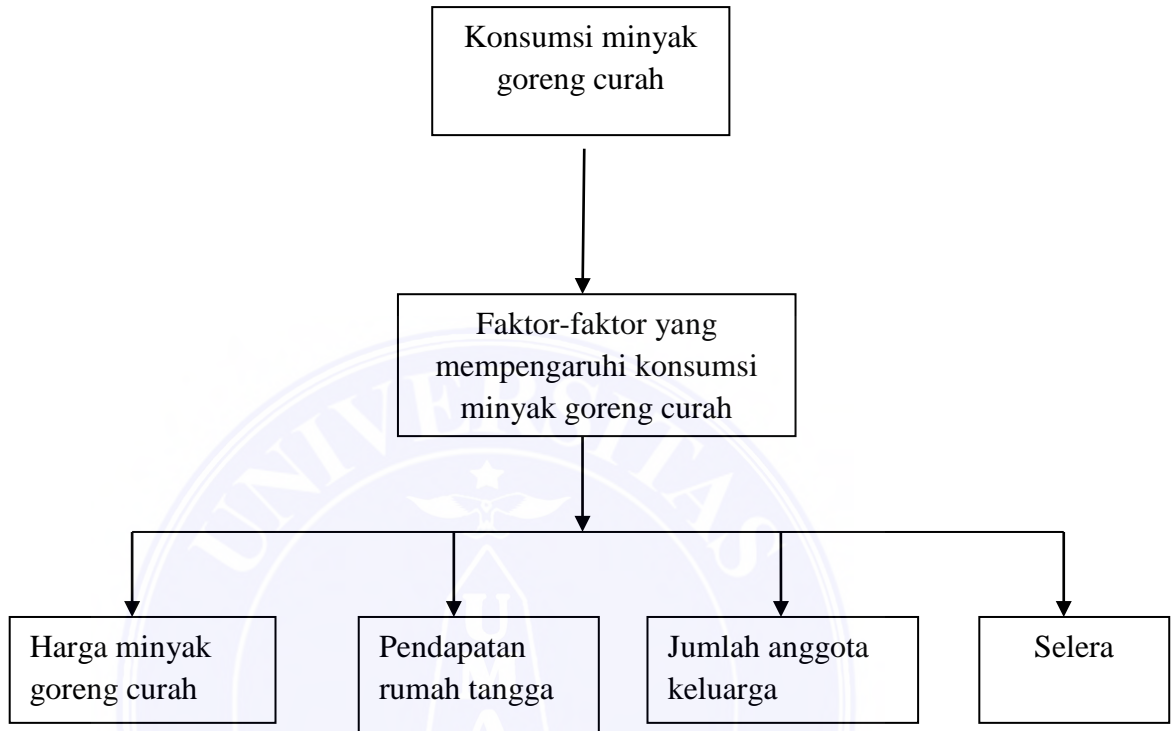 Konsumsi minyak
goreng curah
Faktor-faktor yang
mempengaruhi konsumsi
minyak goreng curah
Harga minyak
goreng curah
Pendapatan
rumah tangga
Jumlah anggota
keluarga
Selera
UNIVERSITAS
U
M
A